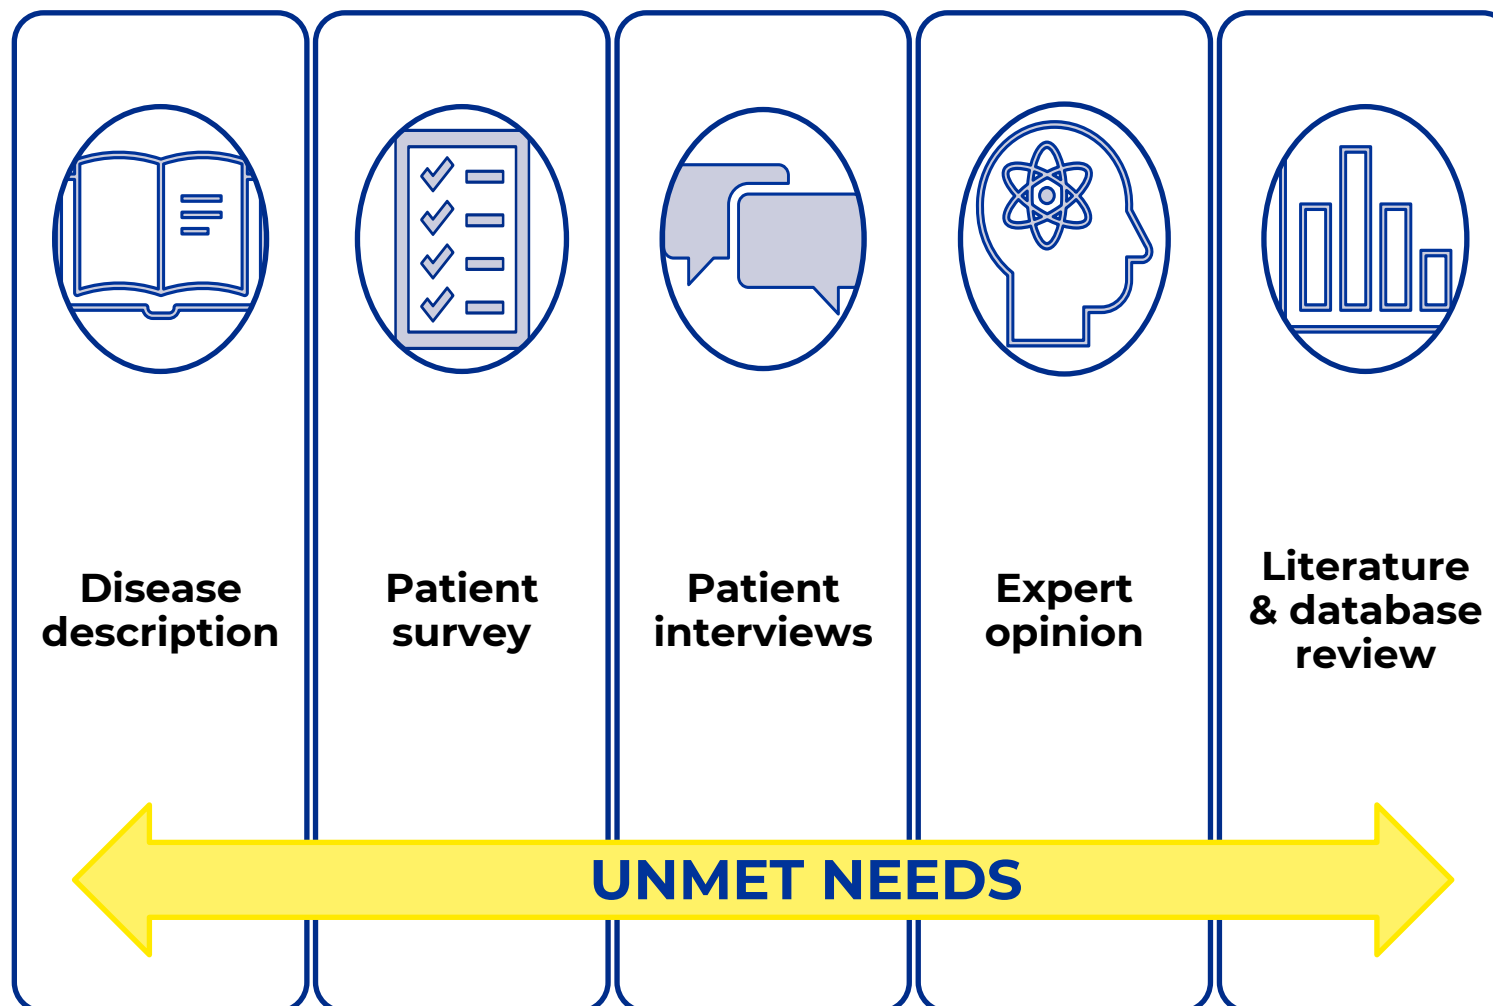 Disease
description
Patient
survey
Patient
interviews
Expert
opinion
Literature
& database
review
UNMET NEEDS